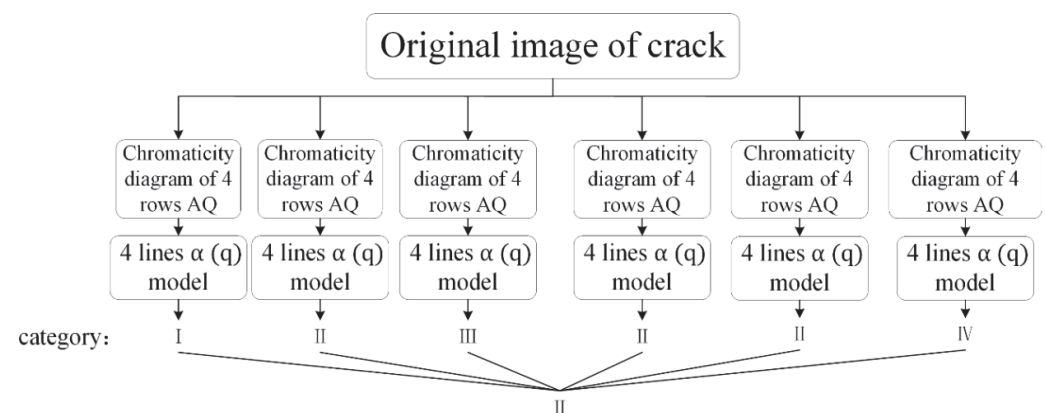 Original image of crack
Chromaticity
diagram of 4
rows AQ
Chromaticity
diagram of 4
rows AQ
Chromaticity
diagram of 4
rows AQ
Chromaticity
diagram of 4
rows AQ
Chromaticity
diagram of 4
rows AQ
Chromaticity
diagram of 4
rows AQ
4 lines α (q)
model
4 lines α (q)
model
4 lines α (q)
model
4 lines α (q)
model
4 lines α (q)
model
4 lines α (q)
model
category: I II III II II IV
II